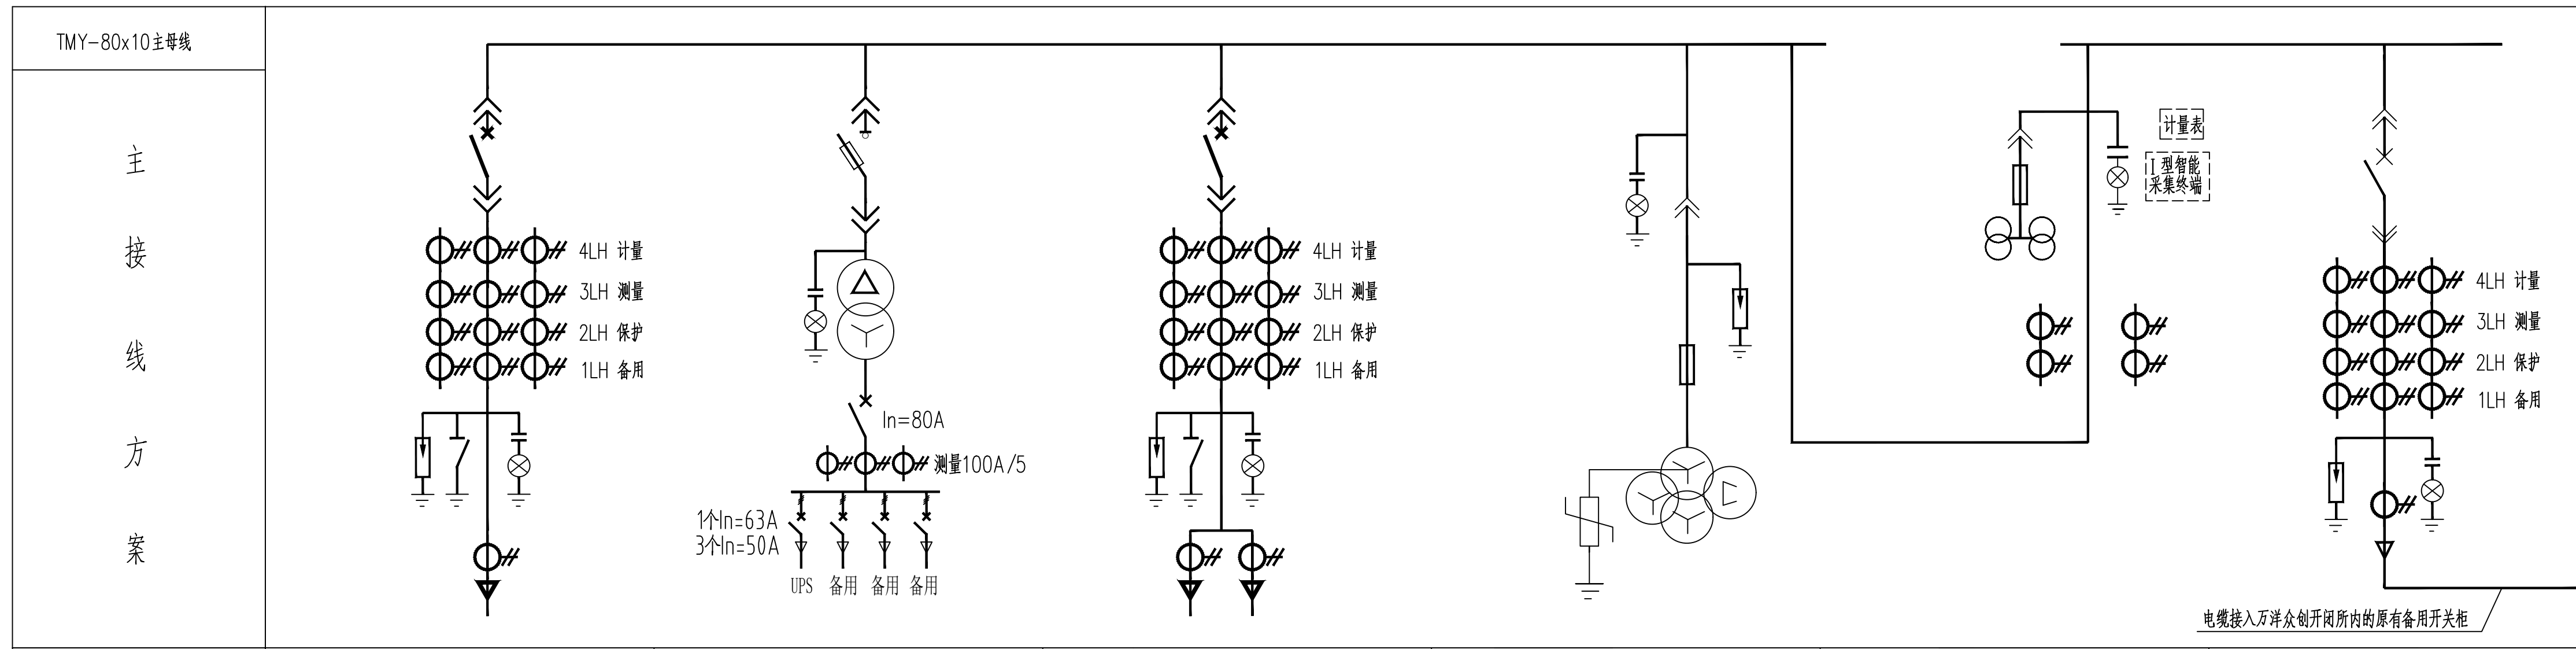 TMY-80x10主母线
主
接
线
方
案
4LH 计量
3LH 测量
2LH 保护
1LH 备用
In=80A
测量100A/5
1个In=63A
3个In=50A
UPS
备用
备用
备用
4LH 计量
3LH 测量
2LH 保护
1LH 备用
计量表
I 型智能
采集终端
4LH 计量
3LH 测量
2LH 保护
1LH 备用
电缆接入万洋众创开闭所内的原有备用开关柜